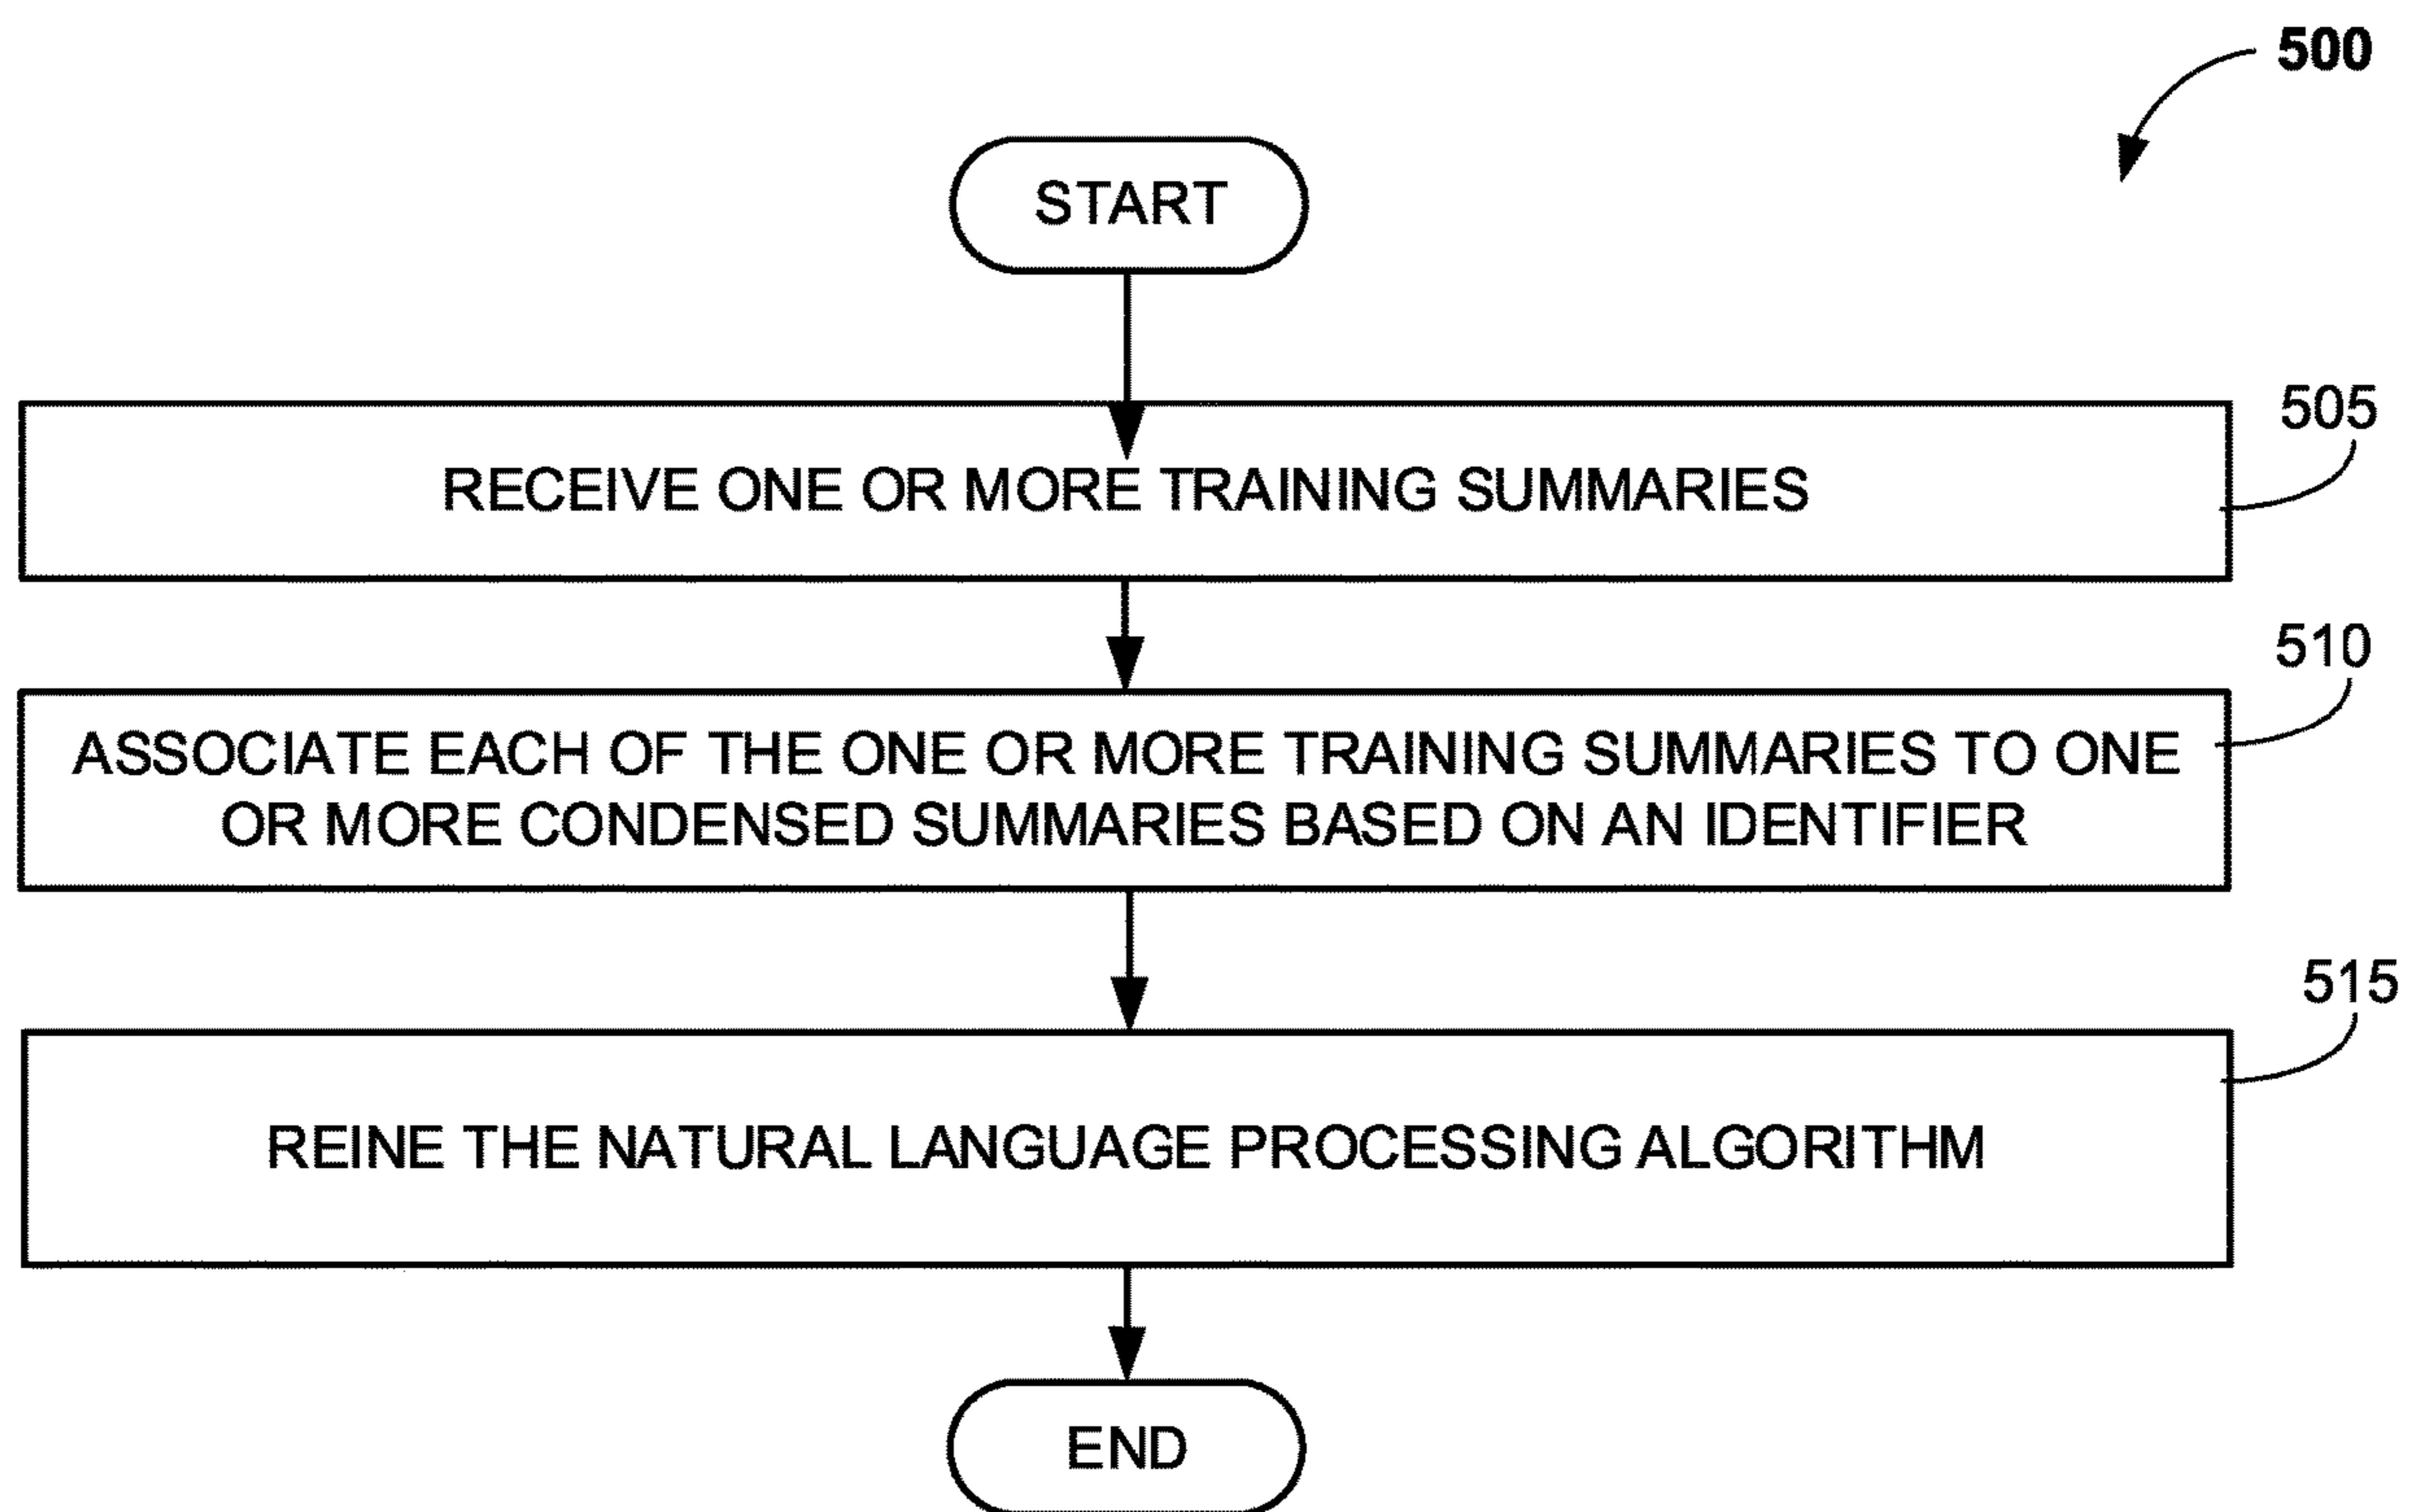 500
START
505
RECEIVE ONE OR MORE TRAINING SUMMARIES
510
ASSOCIATE EACH OF THE ONE OR MORE TRAINING SUMMARIES TO ONE
OR MORE CONDENSED SUMMARIES BASED ON AN IDENTIFIER
515
REINE THE NATURAL LANGUAGE PROCESSING ALGORITHM
END